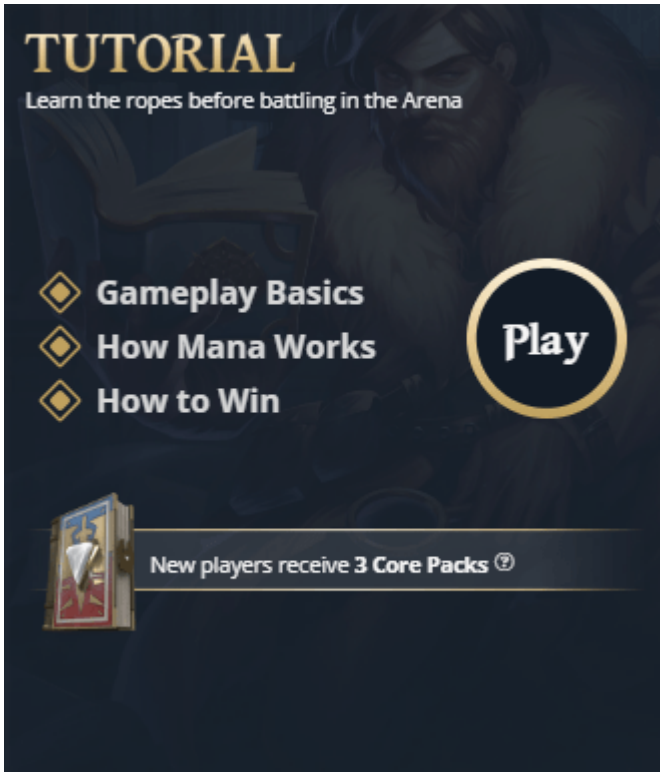 TUTORIAL
Learn the ropes before battling in the Arena
Gameplay Basics
How Mana Works
How to Win
Play
New players receive 3 Core Packs ?